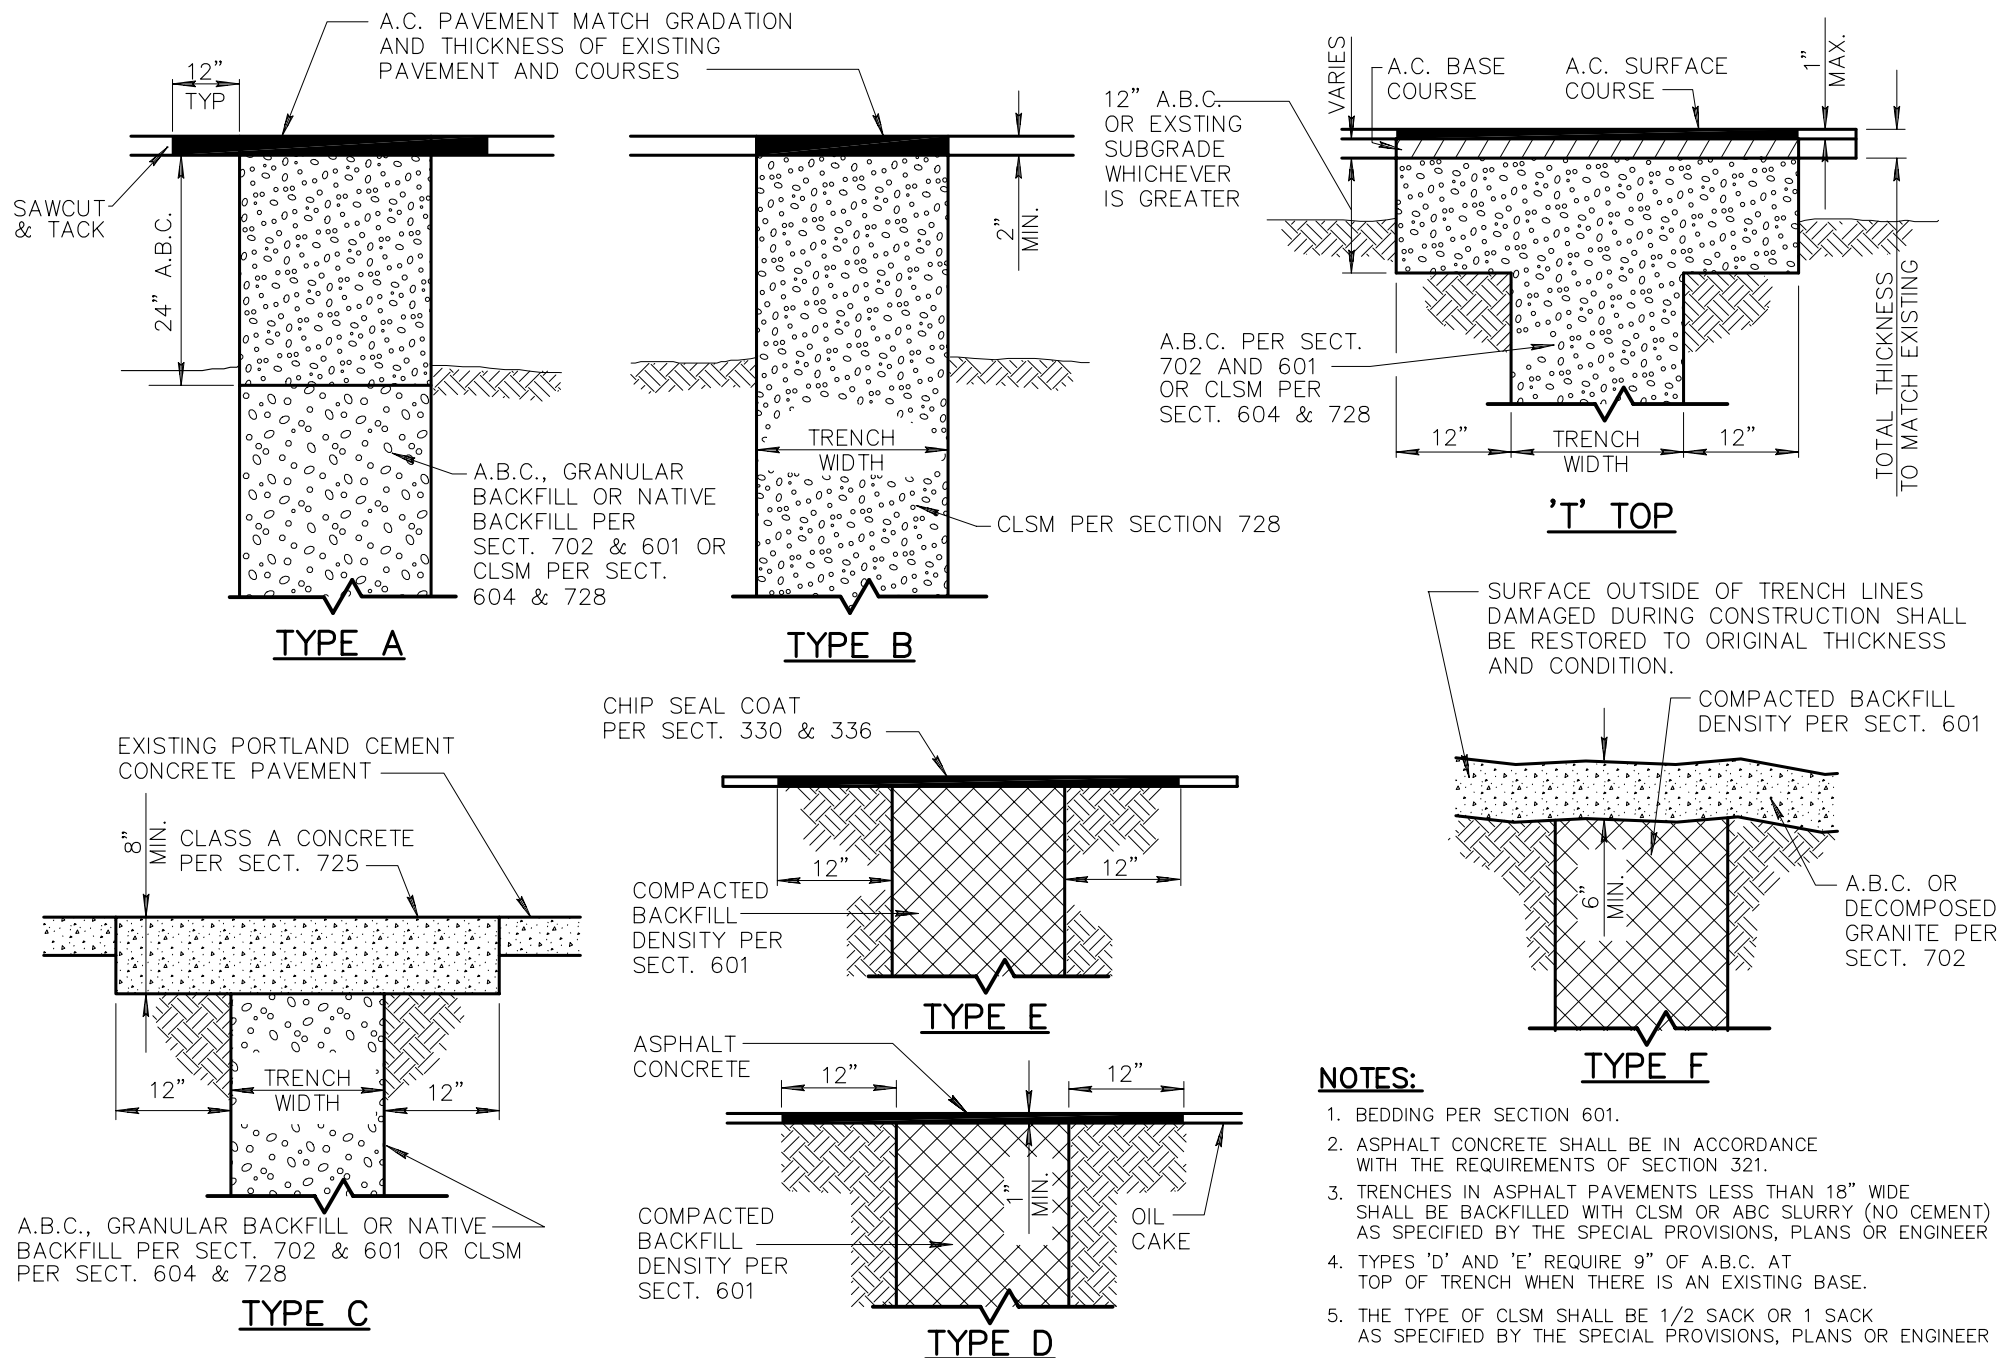 A.C. PAVEMENT MATCH GRADATION
AND THICKNESS OF EXISTING
PAVEMENT AND COURSES
12"
TYP
SAWCUT
& TACK
24" A.B.C.
A.B.C., GRANULAR
BACKFILL OR NATIVE
BACKFILL PER
SECT. 702 & 601 OR
CLSM PER SECT.
604 & 728
TYPE A
2"
MIN.
TRENCH
WIDTH
CLSM PER SECTION 728
TYPE B
VARIES
A.C. BASE
COURSE
A.C. SURFACE
COURSE
1"
MAX.
12" A.B.C.
OR EXSTING
SUBGRADE
WHICHEVER
IS GREATER
A.B.C. PER SECT.
702 AND 601
OR CLSM PER
SECT. 604 & 728
12"
TRENCH
WIDTH
12"
TOTAL THICKNESS
TO MATCH EXISTING
'T' TOP
EXISTING PORTLAND CEMENT
CONCRETE PAVEMENT
8"
MIN.
CLASS A CONCRETE
PER SECT. 725
12"
TRENCH
WIDTH
12"
A.B.C., GRANULAR BACKFILL OR NATIVE
BACKFILL PER SECT. 702 & 601 OR CLSM
PER SECT. 604 & 728
TYPE C
CHIP SEAL COAT
PER SECT. 330 & 336
12"
12"
COMPACTED
BACKFILL
DENSITY PER
SECT. 601
TYPE E
ASPHALT
CONCRETE
12"
12"
1"
MIN.
OIL
CAKE
COMPACTED
BACKFILL
DENSITY PER
SECT. 601
TYPE D
SURFACE OUTSIDE OF TRENCH LINES
DAMAGED DURING CONSTRUCTION SHALL
BE RESTORED TO ORIGINAL THICKNESS
AND CONDITION.
COMPACTED BACKFILL
DENSITY PER SECT. 601
6"
MIN.
A.B.C. OR
DECOMPOSED
GRANITE PER
SECT. 702
TYPE F
NOTES:
1. BEDDING PER SECTION 601.
2. ASPHALT CONCRETE SHALL BE IN ACCORDANCE
WITH THE REQUIREMENTS OF SECTION 321.
3. TRENCHES IN ASPHALT PAVEMENTS LESS THAN 18" WIDE
SHALL BE BACKFILLED WITH CLSM OR ABC SLURRY (NO CEMENT)
AS SPECIFIED BY THE SPECIAL PROVISIONS, PLANS OR ENGINEER
4. TYPES 'D' AND 'E' REQUIRE 9" OF A.B.C. AT
TOP OF TRENCH WHEN THERE IS AN EXISTING BASE.
5. THE TYPE OF CLSM SHALL BE 1/2 SACK OR 1 SACK
AS SPECIFIED BY THE SPECIAL PROVISIONS, PLANS OR ENGINEER